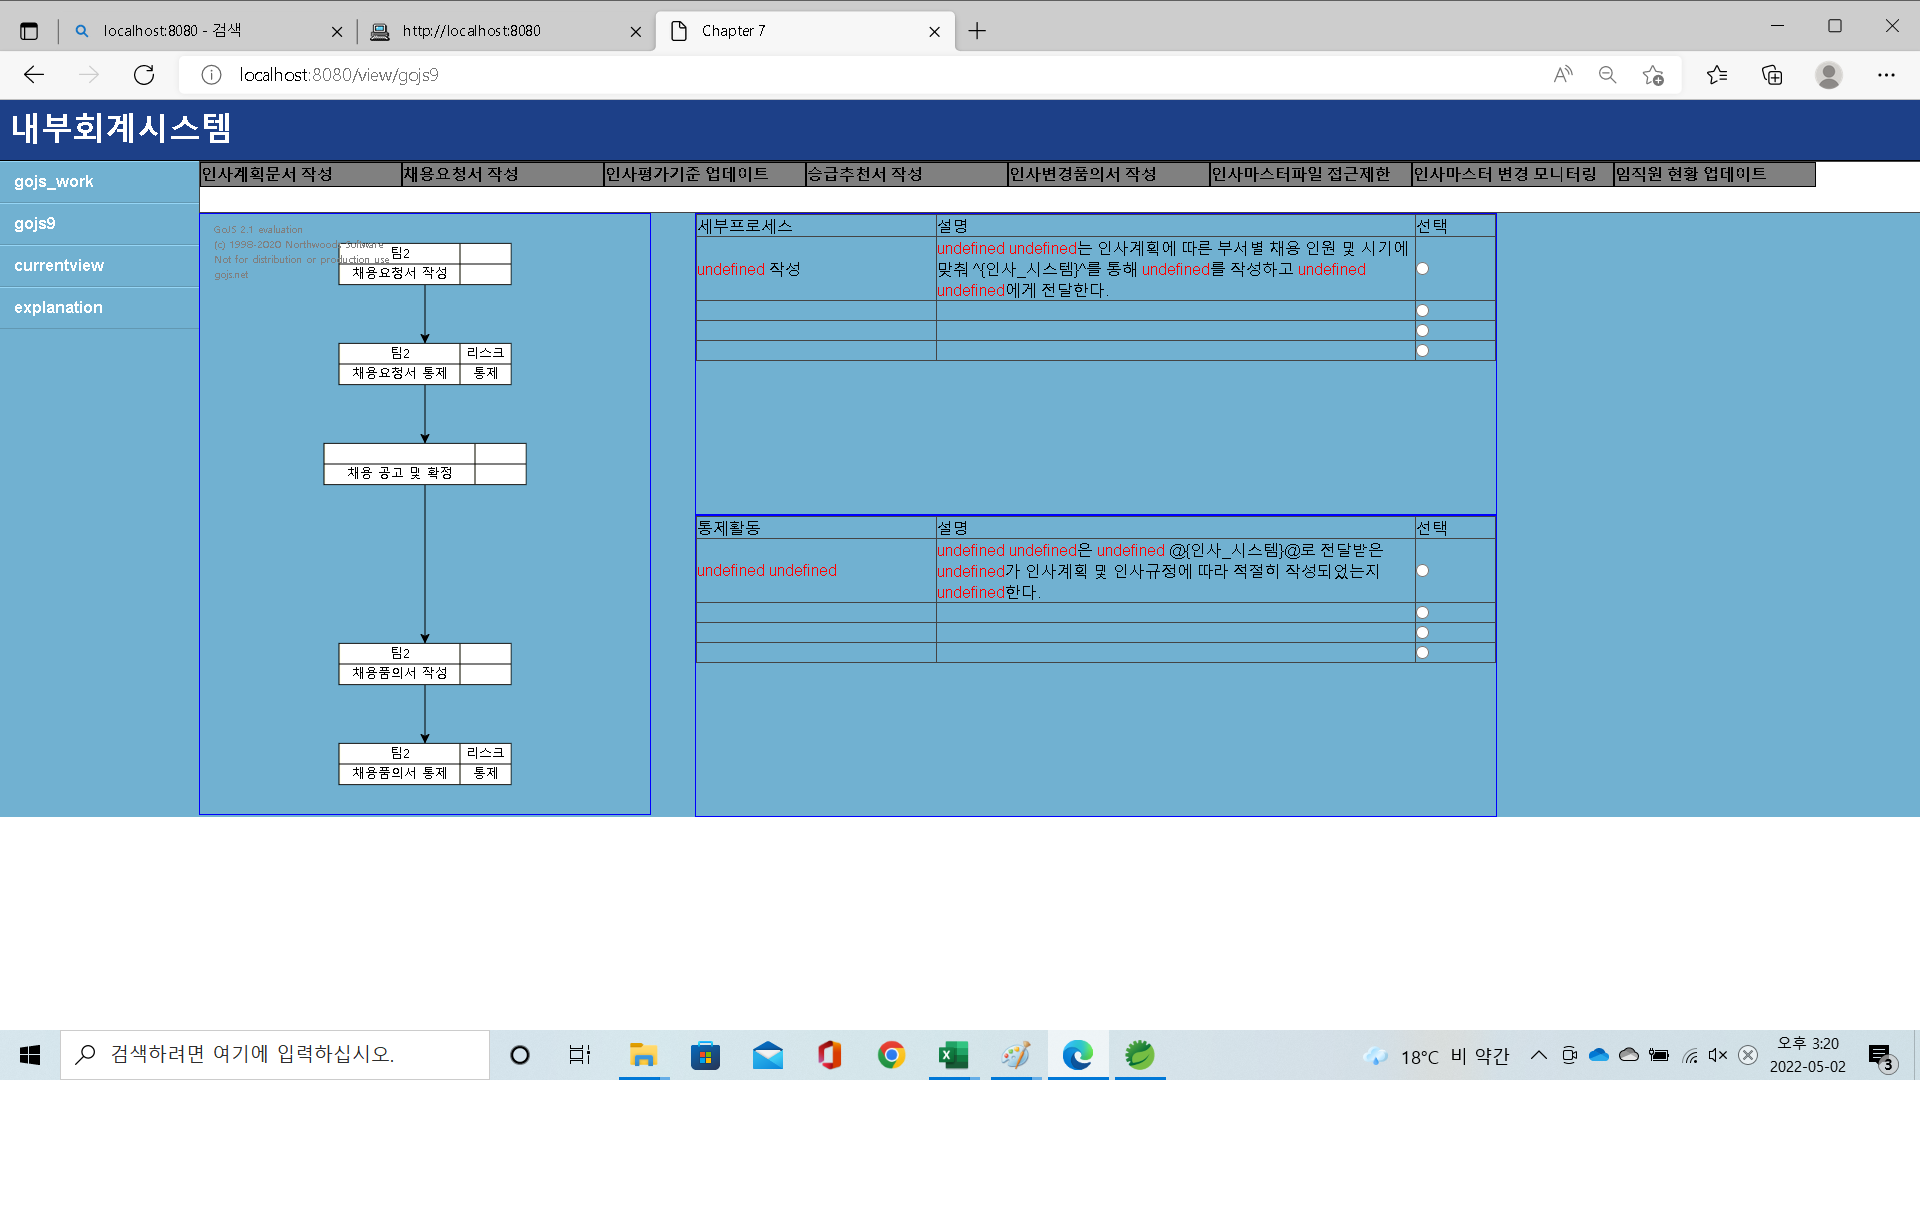 localhost:8080 - 검색
http://localhost:8080
Chapter 7
localhost:8080/view/gojs9
내부회계시스템
gojs_work
gojs9
currentview
explanation
인사계획문서 작성
채용요청서 작성
인사평가기준 업데이트
승급추천서 작성
인사변경품의서 작성
인사마스터파일 접근제한
인사마스터 변경 모니터링
임직원 현황 업데이트
GoJS 2.1 evaluation
(c) 1998-2020 Northwoods Software
Not for distribution or production use
gojs.net
팀2
채용요청서 작성
팀2 리스크
채용요청서 통제 통제
채용 공고 및 확정
팀2
채용품의서 작성
팀2 리스크
채용품의서 통제 통제
세부프로세스 설명 선택
undefined 작성
undefined undefined는 인사계획에 따른 부서별 채용 인원 및 시기에
맞춰 ^{인사_시스템}^를 통해 undefined를 작성하고 undefined
undefined에게 전달한다.
통제활동 설명 선택
undefined undefined
undefined undefined은 undefined @{인사_시스템}@로 전달받은
undefined가 인사계획 및 인사규정에 따라 적절히 작성되었는지
undefined한다.
검색하려면 여기에 입력하십시오.
18°C 비 약간
오후 3:20
2022-05-02
3